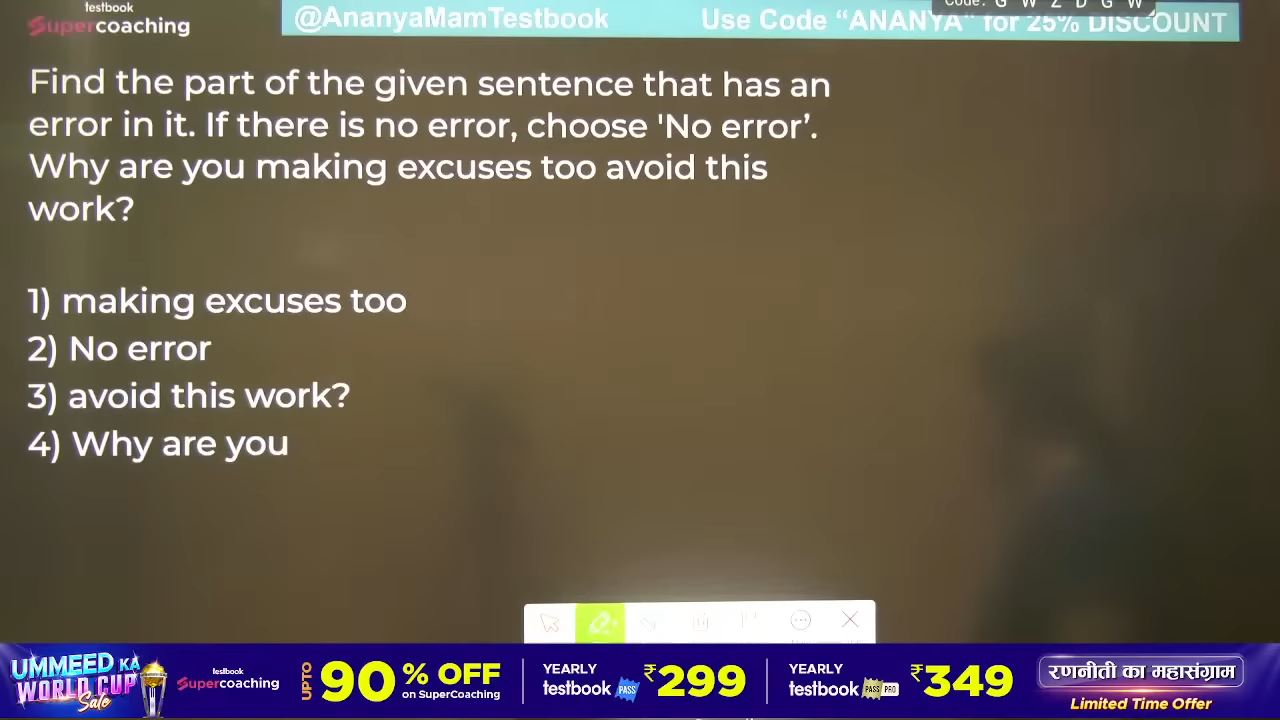 testbook
Supercoaching
@AnanyaMamTestbook
Use Code “ANANYA” for 25% DISCOUNT
Code: G W Z D G W
Find the part of the given sentence that has an
error in it. If there is no error, choose 'No error’.
Why are you making excuses too avoid this
work?
1) making excuses too
2) No error
3) avoid this work?
4) Why are you
UMMEED KA
WORLD CUP
Sale
testbook
Supercoaching
UPTO 90% OFF
on SuperCoaching
YEARLY
testbook PASS
₹299
YEARLY
testbook PASS PRO
₹349
रणनीती का महासंग्राम
Limited Time Offer